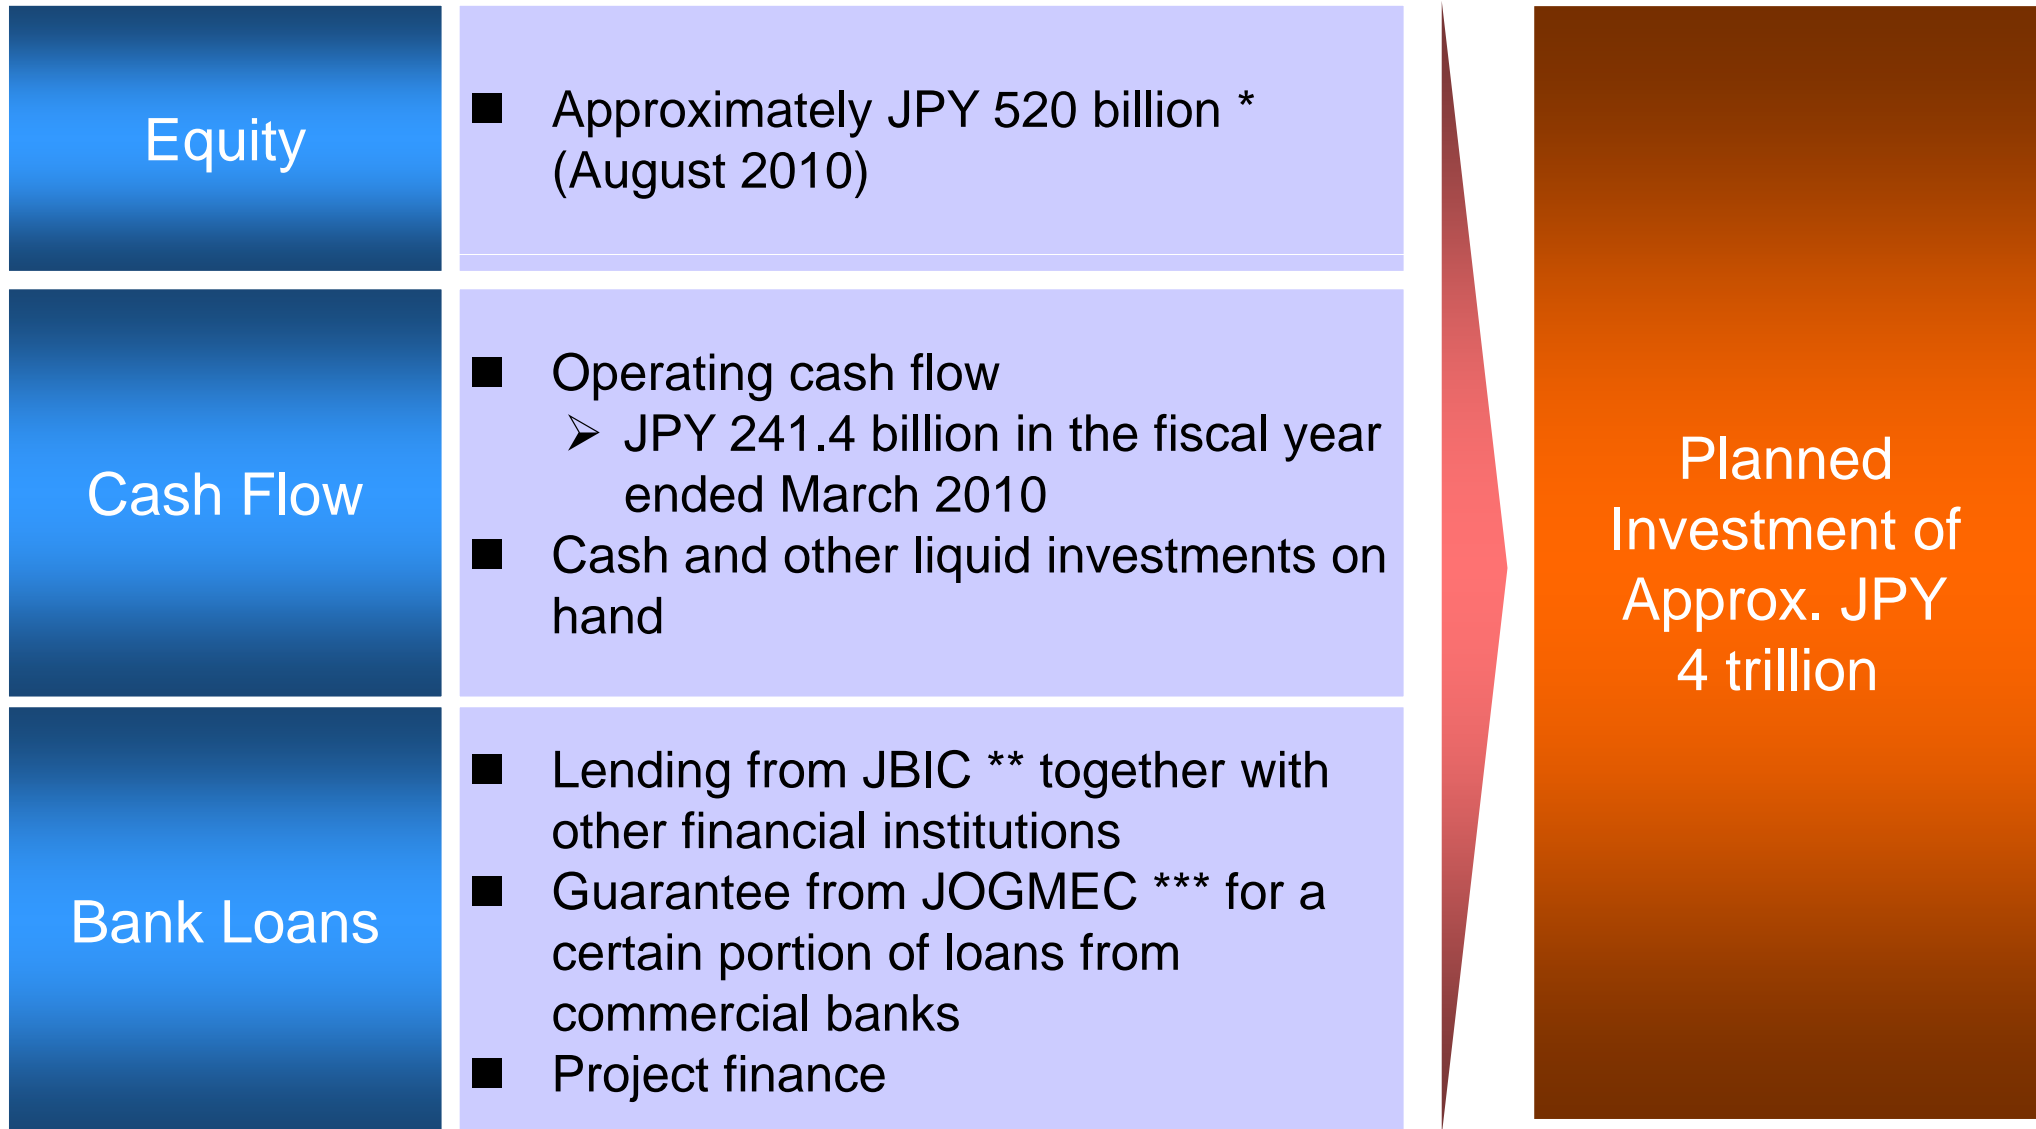 Equity
■ Approximately JPY 520 billion *
(August 2010)
Cash Flow
■ Operating cash flow
➢ JPY 241.4 billion in the fiscal year
ended March 2010
■ Cash and other liquid investments on
hand
Bank Loans
■ Lending from JBIC ** together with
other financial institutions
■ Guarantee from JOGMEC *** for a
certain portion of loans from
commercial banks
■ Project finance
Planned
Investment of
Approx. JPY
4 trillion